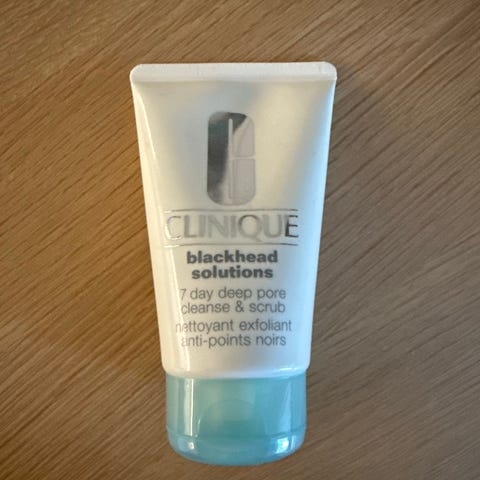 CLINIQUE
blackhead
solutions
7 day deep pore
cleanse & scrub
nettoyant exfoliant
anti-points noirs